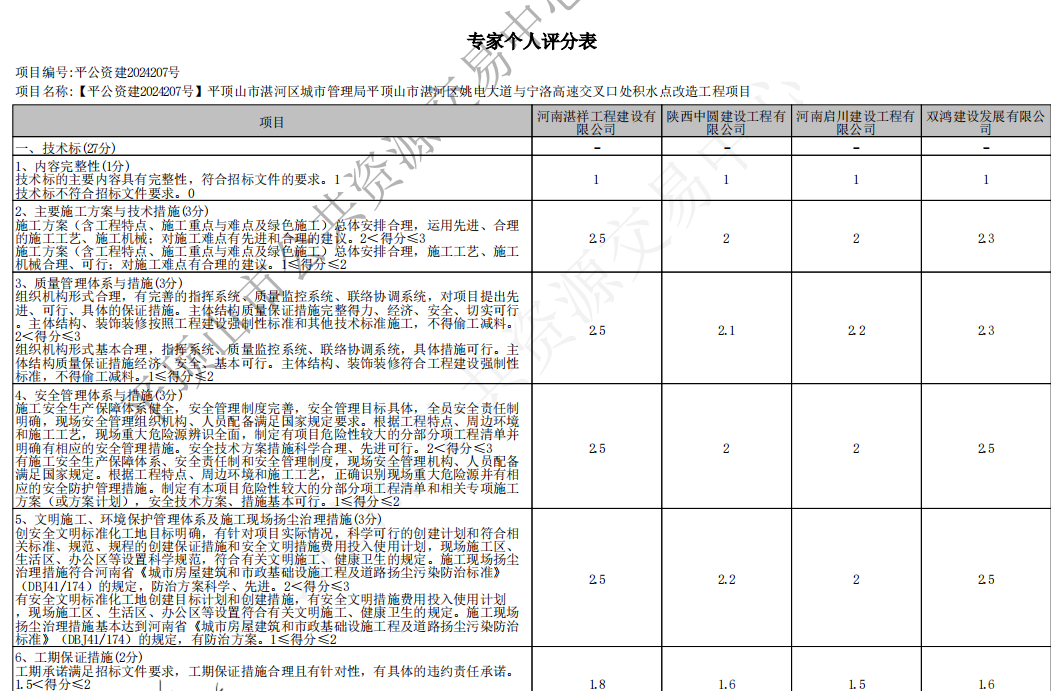 专家个人评分表
项目编号:平公资建2024207号
项目名称:【平公资建2024207号】平顶山市湛河区城市管理局平顶山市湛河区姚电大道与宁洛高速交叉口处积水点改造工程项目
项目
河南湛祥工程建设有
限公司
陕西中圆建设工程有
限公司
河南启川建设工程有
限公司
双鸿建设发展有限公
司
一、技术标(27分)
-
-
-
-
1、内容完整性(1分)
技术标的主要内容具有完整性，符合招标文件的要求。1
技术标不符合招标文件要求。0
1
1
1
1
2、主要施工方案与技术措施(3分)
施工方案（含工程特点、施工重点与难点及绿色施工）总体安排合理，运用先进、合理
的施工工艺、施工机械；对施工难点有先进和合理的建议。2＜得分≤3
施工方案（含工程特点、施工重点与难点及绿色施工）总体安排合理，施工工艺、施工
机械合理、可行；对施工难点有合理的建议。1≤得分≤2
2.5
2
2
2.3
3、质量管理体系与措施(3分)
组织机构形式合理，有完善的指挥系统、质量监控系统、联络协调系统，对项目提出先
进、可行、具体的保证措施。主体结构质量保证措施完整得力、经济、安全、切实可行
。主体结构、装饰装修按照工程建设强制性标准和其他技术标准施工，不得偷工减料。
2＜得分≤3
组织机构形式基本合理，指挥系统、质量监控系统、联络协调系统，具体措施可行。主
体结构质量保证措施经济、安全、基本可行。主体结构、装饰装修符合工程建设强制性
标准，不得偷工减料。1≤得分≤2
2.5
2.1
2.2
2.3
4、安全管理体系与措施(3分)
施工安全生产保障体系健全，安全管理制度完善，安全管理目标具体，全员安全责任制
明确，现场安全管理组织机构、人员配备满足国家规定要求。根据工程特点、周边环境
和施工工艺，现场重大危险源辨识全面，制定有项目危险性较大的分部分项工程清单并
明确有相应的安全管理措施。安全技术方案措施科学合理、先进可行。2＜得分≤3
有施工安全生产保障体系、安全责任制和安全管理制度，现场安全管理机构、人员配备
满足国家规定。根据工程特点、周边环境和施工工艺，正确识别现场重大危险源并有相
应的安全防护管理措施。制定有本项目危险性较大的分部分项工程清单和相关专项施工
方案（或方案计划），安全技术方案、措施基本可行。1≤得分≤2
2.5
2
2
2.5
5、文明施工、环境保护管理体系及施工现场扬尘治理措施(3分)
创安全文明标准化工地目标明确，有针对项目实际情况，科学可行的创建计划和符合相
关标准、规范、规程的创建保证措施和安全文明措施费用投入使用计划，现场施工区、
生活区、办公区等设置科学规范，符合有关文明施工、健康卫生的规定。施工现场扬尘
治理措施符合河南省《城市房屋建筑和市政基础设施工程及道路扬尘污染防治标准》
（DBJ41/174）的规定，防治方案科学、先进。2＜得分≤3
有安全文明标准化工地创建目标计划和创建措施，有安全文明措施费用投入使用计划
，现场施工区、生活区、办公区等设置符合有关文明施工、健康卫生的规定。施工现场
扬尘治理措施基本达到河南省《城市房屋建筑和市政基础设施工程及道路扬尘污染防治
标准》（DBJ41/174）的规定，有防治方案。1≤得分≤2
2.5
2.2
2
2.5
6、工期保证措施(2分)
工期承诺满足招标文件要求，工期保证措施合理且有针对性，有具体的违约责任承诺。
1.5＜得分≤2
1.8
1.6
1.5
1.6
平顶山市公共资源交易中心
共资源交易中心